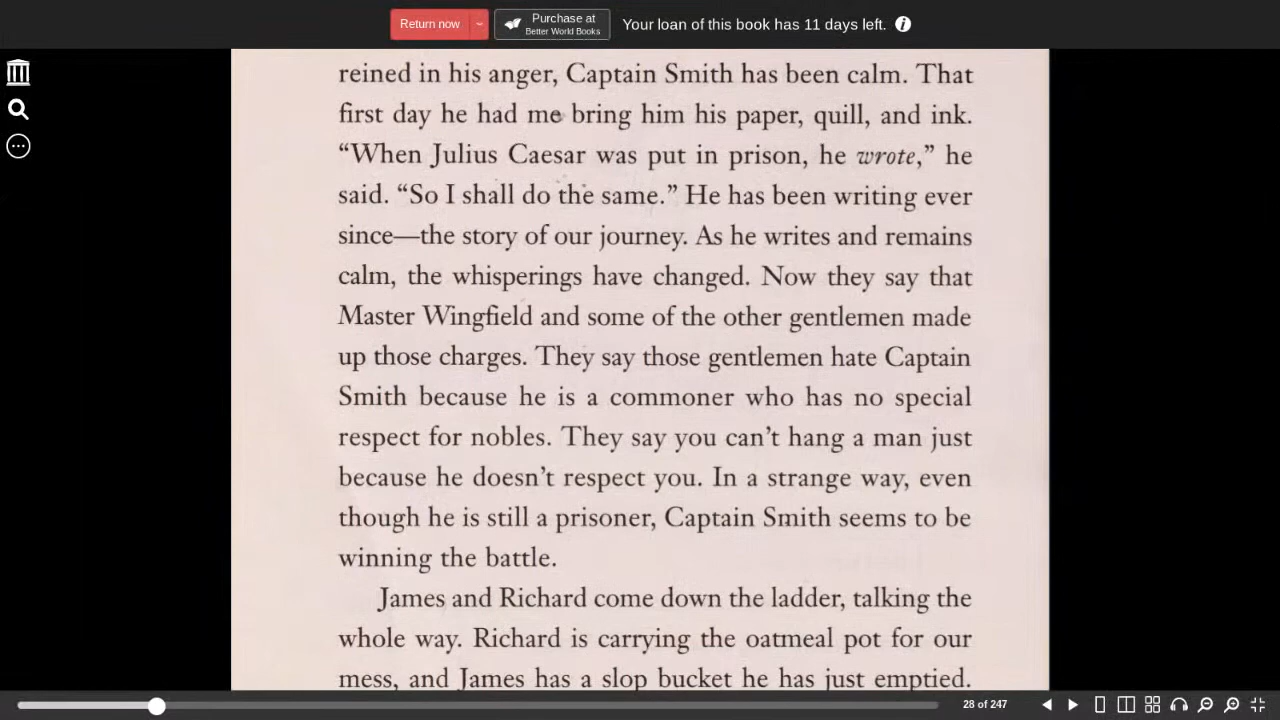 Return now
Purchase at
Better World Books
Your loan of this book has 11 days left.
reined in his anger, Captain Smith has been calm. That
first day he had me bring him his paper, quill, and ink.
“When Julius Caesar was put in prison, he wrote,” he
said. “So I shall do the same.” He has been writing ever
since—the story of our journey. As he writes and remains
calm, the whisperings have changed. Now they say that
Master Wingfield and some of the other gentlemen made
up those charges. They say those gentlemen hate Captain
Smith because he is a commoner who has no special
respect for nobles. They say you can’t hang a man just
because he doesn’t respect you. In a strange way, even
though he is still a prisoner, Captain Smith seems to be
winning the battle.
James and Richard come down the ladder, talking the
whole way. Richard is carrying the oatmeal pot for our
mess, and James has a slop bucket he has just emptied.
28 of 247